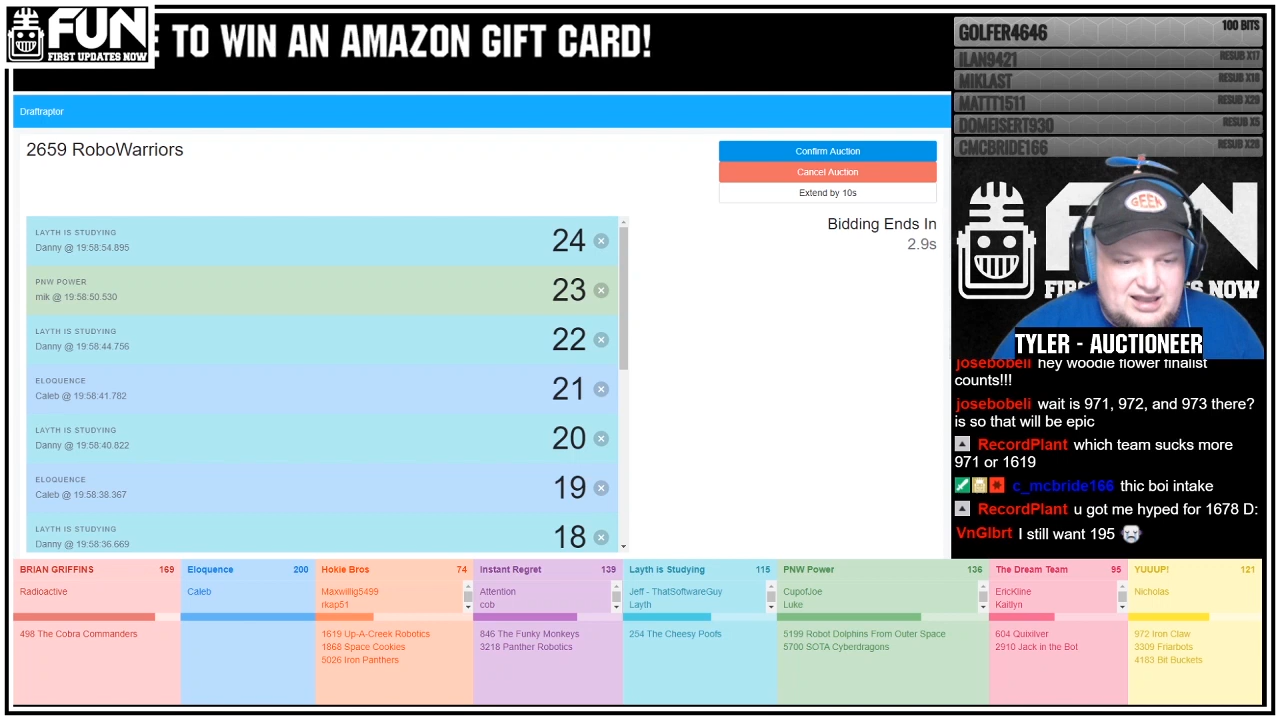 FUN
FIRST UPDATES NOW
E TO WIN AN AMAZON GIFT CARD!
GOLFER4646 100 BITS
ILAN9421 RESUB X17
MIKLAST RESUB X18
MATTT1511 RESUB X29
DOMEISERT930 RESUB X5
CMCBRIDE166 RESUB X28
Draftraptor
2659 RoboWarriors
Confirm Auction
Cancel Auction
Extend by 10s
Bidding Ends In
2.9s
LAYTH IS STUDYING
Danny @ 19:58:54.895
24
PNW POWER
mik @ 19:58:50.530
23
LAYTH IS STUDYING
Danny @ 19:58:44.756
22
ELOQUENCE
Caleb @ 19:58:41.782
21
LAYTH IS STUDYING
Danny @ 19:58:40.822
20
ELOQUENCE
Caleb @ 19:58:38.367
19
LAYTH IS STUDYING
Danny @ 19:58:36.669
18
GEEK
TYLER - AUCTIONEER
josebobeli hey woodie flower finalist
counts!!!
josebobeli wait is 971, 972, and 973 there?
is so that will be epic
RecordPlant which team sucks more
971 or 1619
c_mcbride166 thic boi intake
RecordPlant u got me hyped for 1678 D:
VnGlbrt I still want 195
BRIAN GRIFFINS 169
Radioactive
498 The Cobra Commanders
Eloquence 200
Caleb
Hokie Bros 74
Maxwillig5499
rkap51
1619 Up-A-Creek Robotics
1868 Space Cookies
5026 Iron Panthers
Instant Regret 139
Attention
cob
846 The Funky Monkeys
3218 Panther Robotics
Layth is Studying 115
Jeff - ThatSoftwareGuy
Layth
254 The Cheesy Poofs
PNW Power 136
CupofJoe
Luke
5199 Robot Dolphins From Outer Space
5700 SOTA Cyberdragons
The Dream Team 95
EricKline
Kaitlyn
604 Quixilver
2910 Jack in the Bot
YUUUP! 121
Nicholas
972 Iron Claw
3309 Friarbots
4183 Bit Buckets